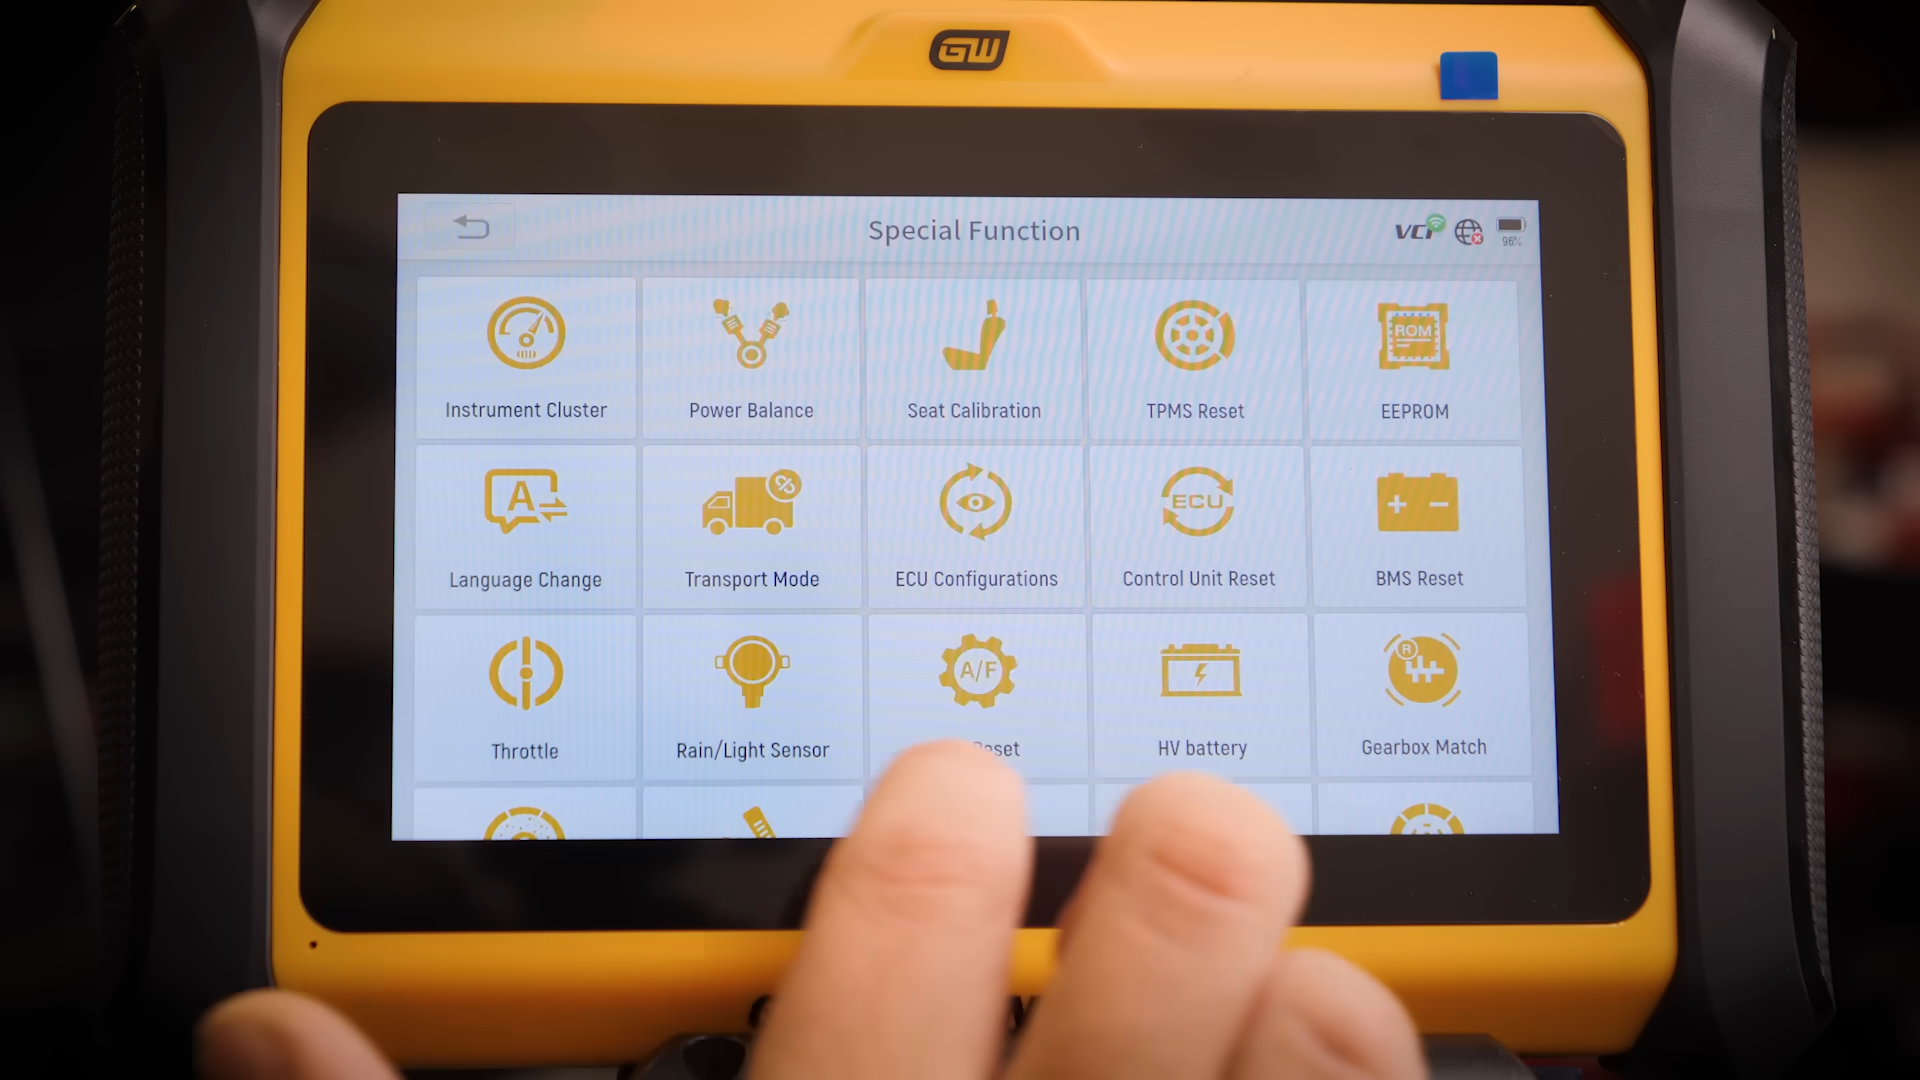 GW
Special Function
VCI
96%
ROM
Instrument Cluster
Power Balance
Seat Calibration
TPMS Reset
EEPROM
A
ECU
Language Change
Transport Mode
ECU Configurations
Control Unit Reset
BMS Reset
A/F
R
Throttle
Rain/Light Sensor
HV battery
Gearbox Match